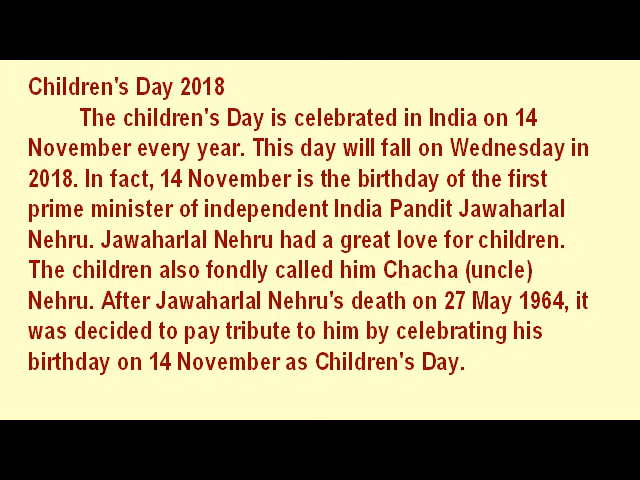 Children's Day 2018
The children's Day is celebrated in India on 14
November every year. This day will fall on Wednesday in
2018. In fact, 14 November is the birthday of the first
prime minister of independent India Pandit Jawaharlal
Nehru. Jawaharlal Nehru had a great love for children.
The children also fondly called him Chacha (uncle)
Nehru. After Jawaharlal Nehru's death on 27 May 1964, it
was decided to pay tribute to him by celebrating his
birthday on 14 November as Children's Day.